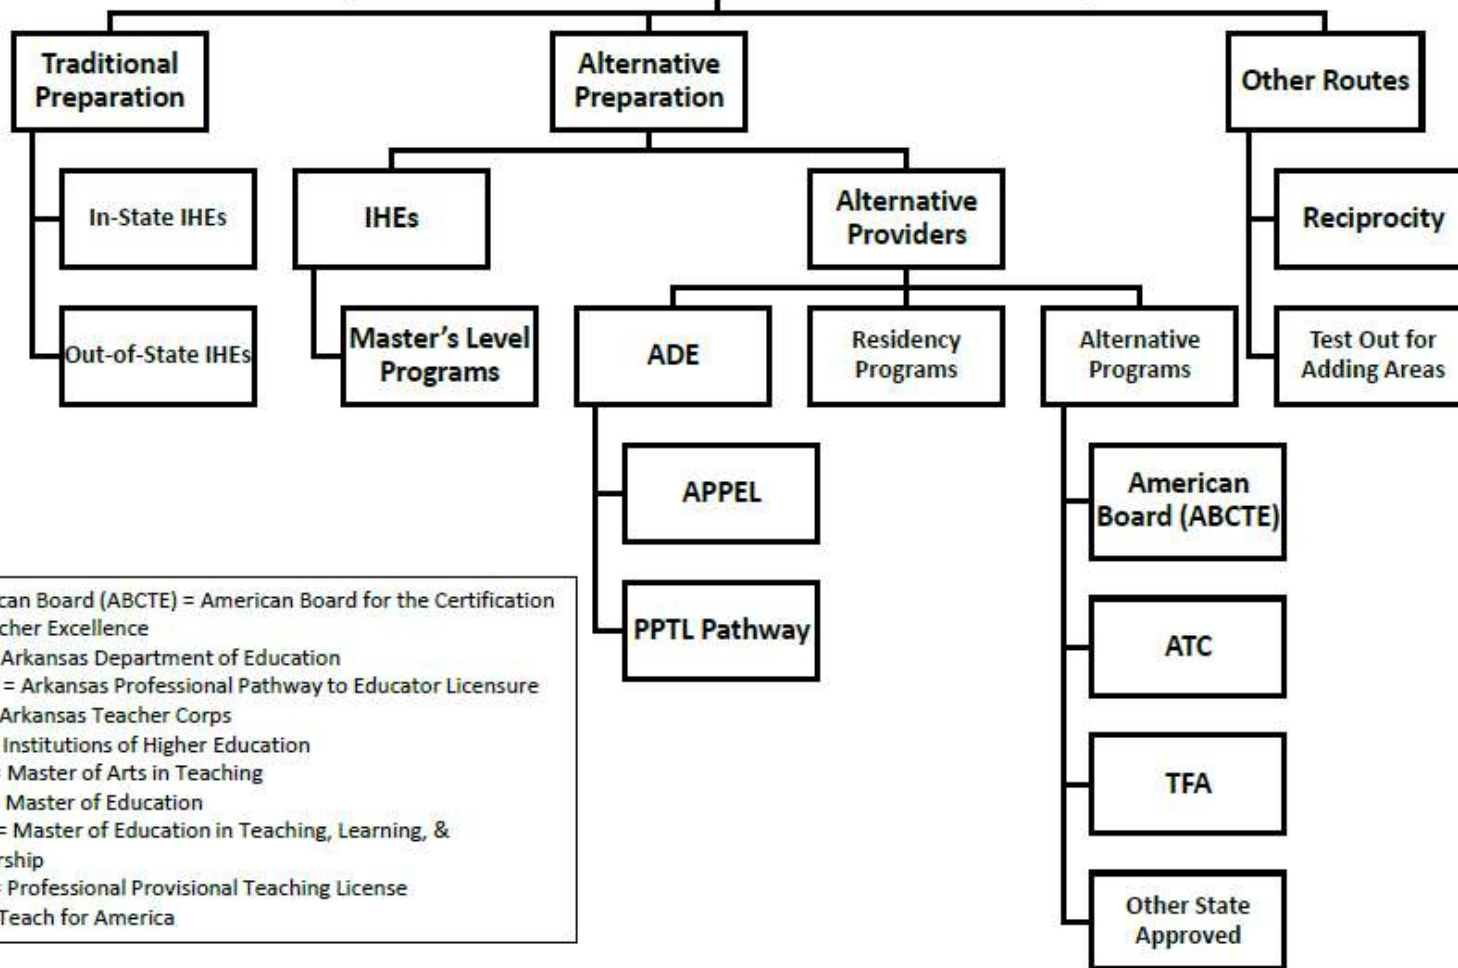 Traditional
Preparation
Alternative
Preparation
Other Routes
In-State IHEs
IHEs
Alternative
Providers
Reciprocity
Out-of-State IHEs
Master's Level
Programs
ADE
Residency
Programs
Alternative
Programs
Test Out for
Adding Areas
APPEL
American
Board (ABCTE)
PPTL Pathway
ATC
TFA
Other State
Approved
can Board (ABCTE) = American Board for the Certification
cher Excellence
Arkansas Department of Education
= Arkansas Professional Pathway to Educator Licensure
Arkansas Teacher Corps
Institutions of Higher Education
= Master of Arts in Teaching
Master of Education
= Master of Education in Teaching, Learning, &
rship
= Professional Provisional Teaching License
Teach for America